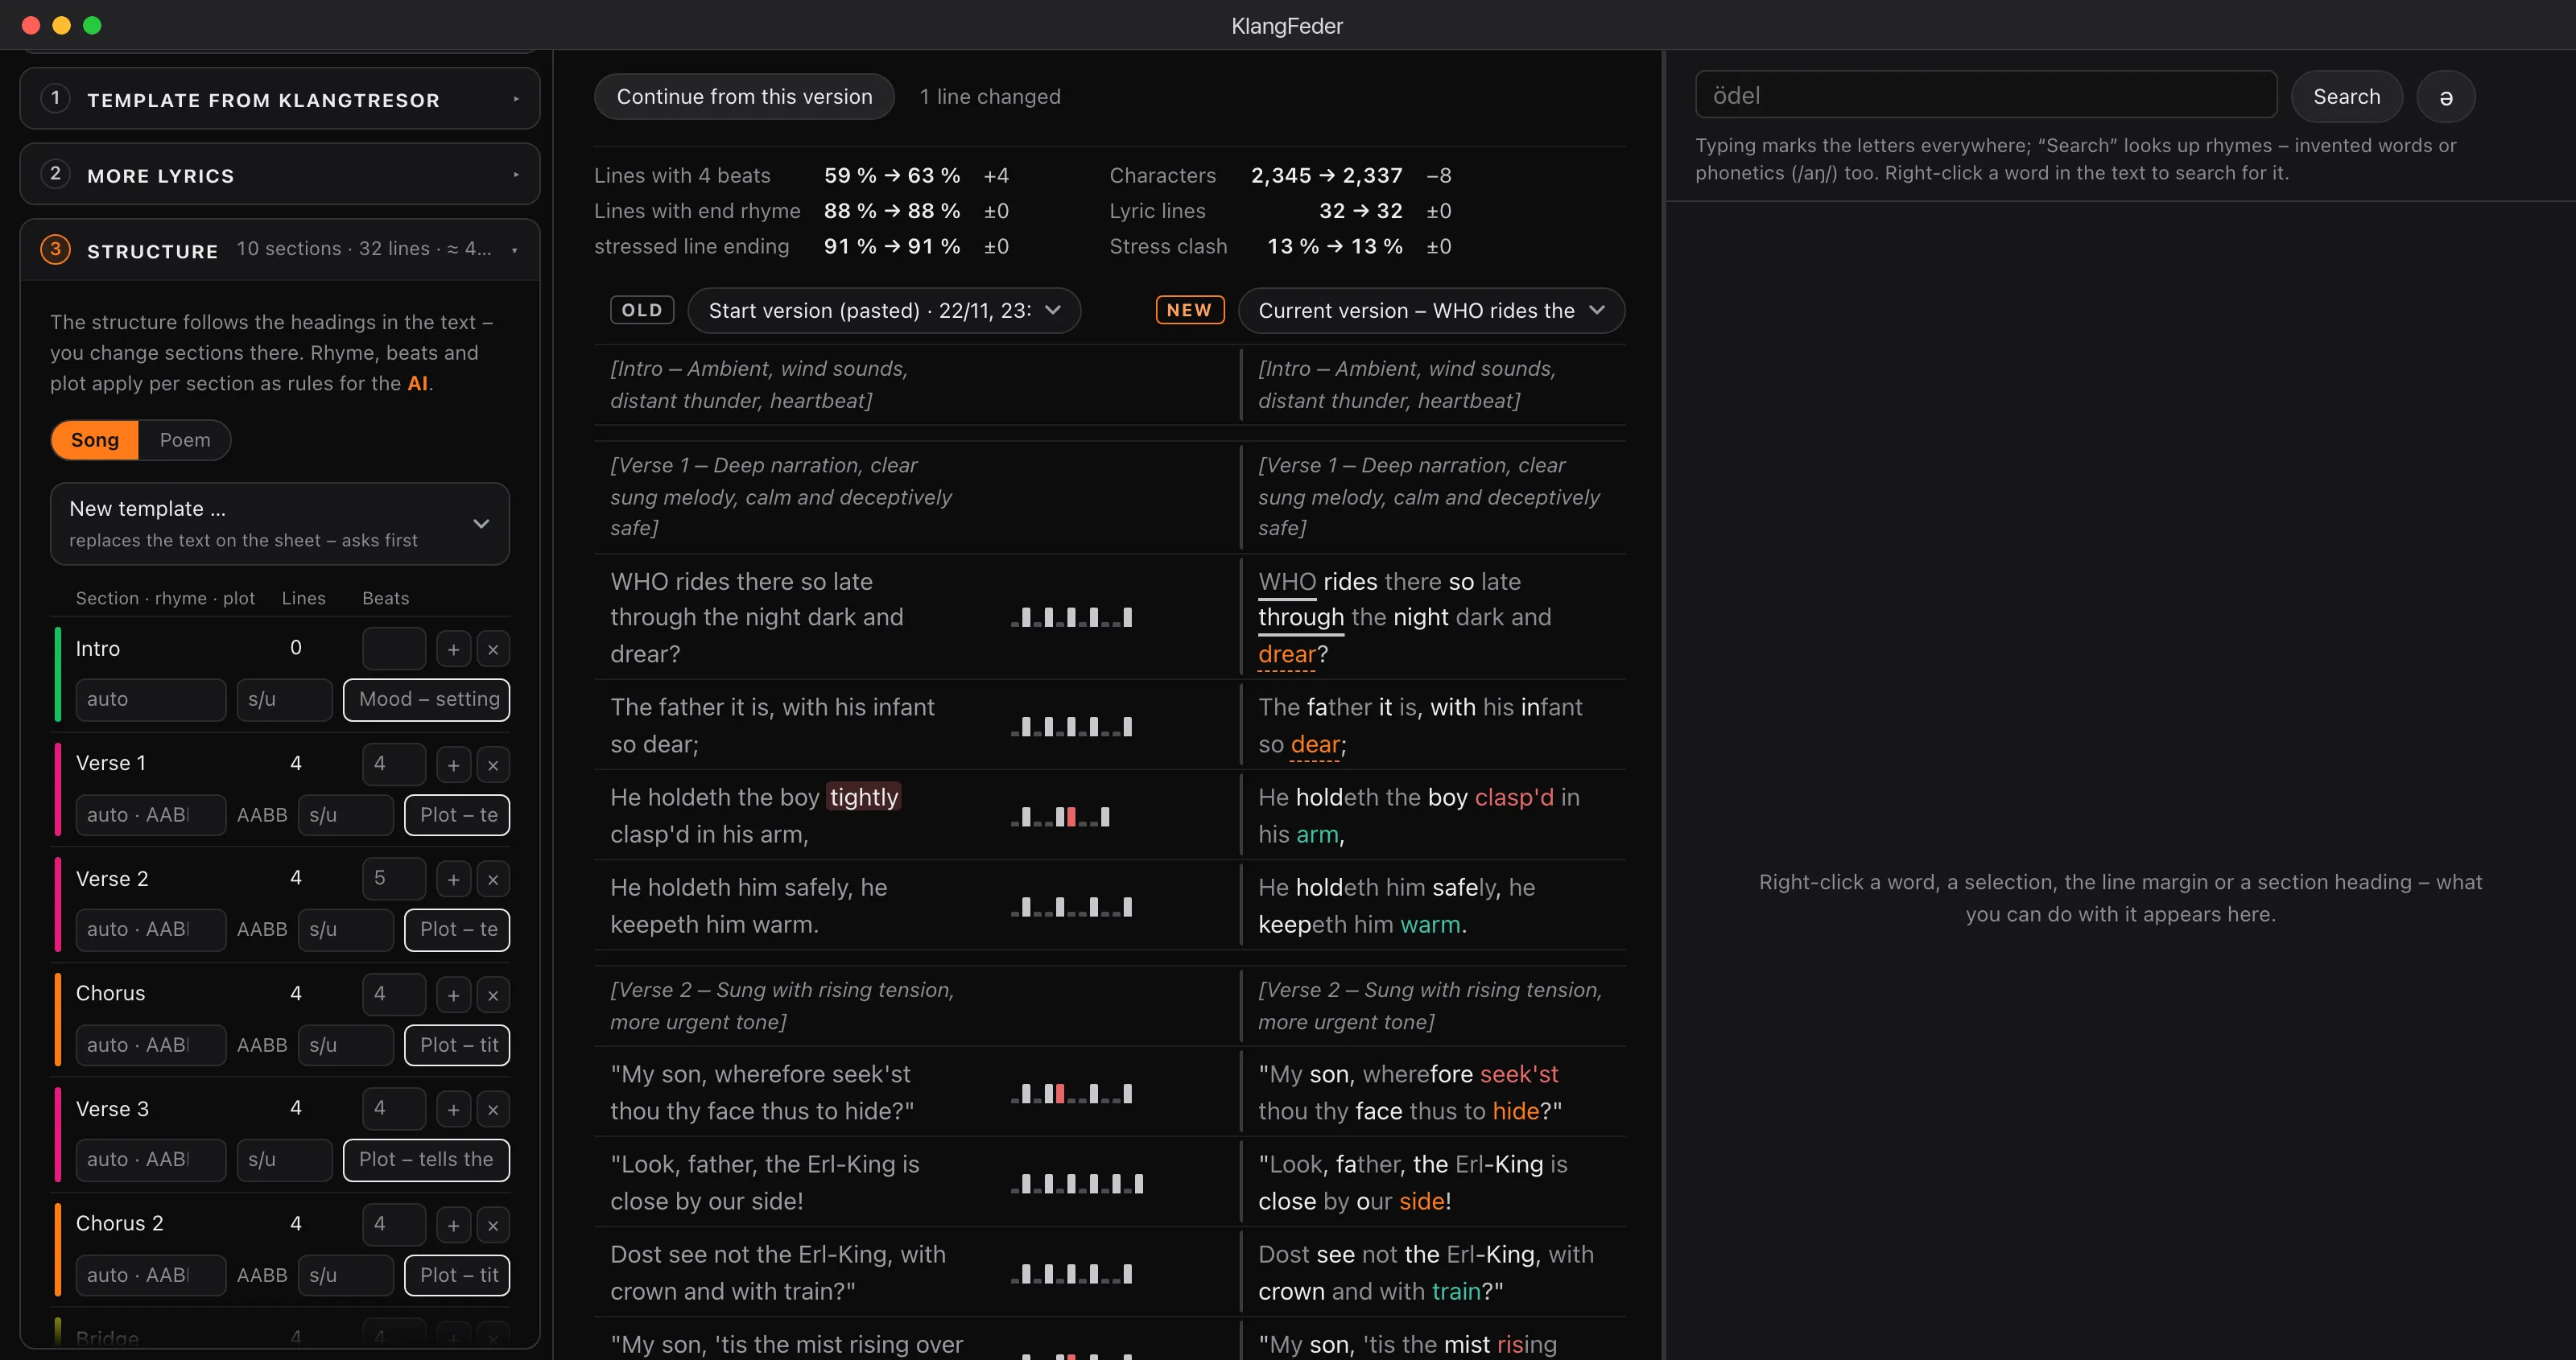 KlangFeder
1 TEMPLATE FROM KLANGTRESOR
2 MORE LYRICS
3 STRUCTURE 10 sections · 32 lines · ≈ 4...
The structure follows the headings in the text –
you change sections there. Rhyme, beats and
plot apply per section as rules for the AI.
Song Poem
New template ...
replaces the text on the sheet – asks first
Section · rhyme · plot Lines Beats
Intro 0 + ×
auto s/u Mood – setting
Verse 1 4 4 + ×
auto · AAB AABB s/u Plot – te
Verse 2 4 5 + ×
auto · AAB AABB s/u Plot – te
Chorus 4 4 + ×
auto · AAB AABB s/u Plot – tit
Verse 3 4 4 + ×
auto · AAB s/u Plot – tells the
Chorus 2 4 4 + ×
auto · AAB AABB s/u Plot – tit
Bridge 4 4 + ×
Continue from this version 1 line changed
Lines with 4 beats 59 % → 63 % +4 Characters 2,345 → 2,337 −8
Lines with end rhyme 88 % → 88 % ±0 Lyric lines 32 → 32 ±0
stressed line ending 91 % → 91 % ±0 Stress clash 13 % → 13 % ±0
OLD Start version (pasted) · 22/11, 23:
NEW Current version – WHO rides the
[Intro – Ambient, wind sounds,
distant thunder, heartbeat]
[Intro – Ambient, wind sounds,
distant thunder, heartbeat]
[Verse 1 – Deep narration, clear
sung melody, calm and deceptively
safe]
[Verse 1 – Deep narration, clear
sung melody, calm and deceptively
safe]
WHO rides there so late
through the night dark and
drear?
WHO rides there so late
through the night dark and
drear?
The father it is, with his infant
so dear;
The father it is, with his infant
so dear;
He holdeth the boy tightly
clasp'd in his arm,
He holdeth the boy clasp'd in
his arm,
He holdeth him safely, he
keepeth him warm.
He holdeth him safely, he
keepeth him warm.
[Verse 2 – Sung with rising tension,
more urgent tone]
[Verse 2 – Sung with rising tension,
more urgent tone]
"My son, wherefore seek'st
thou thy face thus to hide?"
"My son, wherefore seek'st
thou thy face thus to hide?"
"Look, father, the Erl-King is
close by our side!
"Look, father, the Erl-King is
close by our side!
Dost see not the Erl-King, with
crown and with train?"
Dost see not the Erl-King, with
crown and with train?"
"My son, 'tis the mist rising over
"My son, 'tis the mist rising
ödel Search ə
Typing marks the letters everywhere; “Search” looks up rhymes – invented words or
phonetics (/aŋ/) too. Right-click a word in the text to search for it.
Right-click a word, a selection, the line margin or a section heading – what
you can do with it appears here.